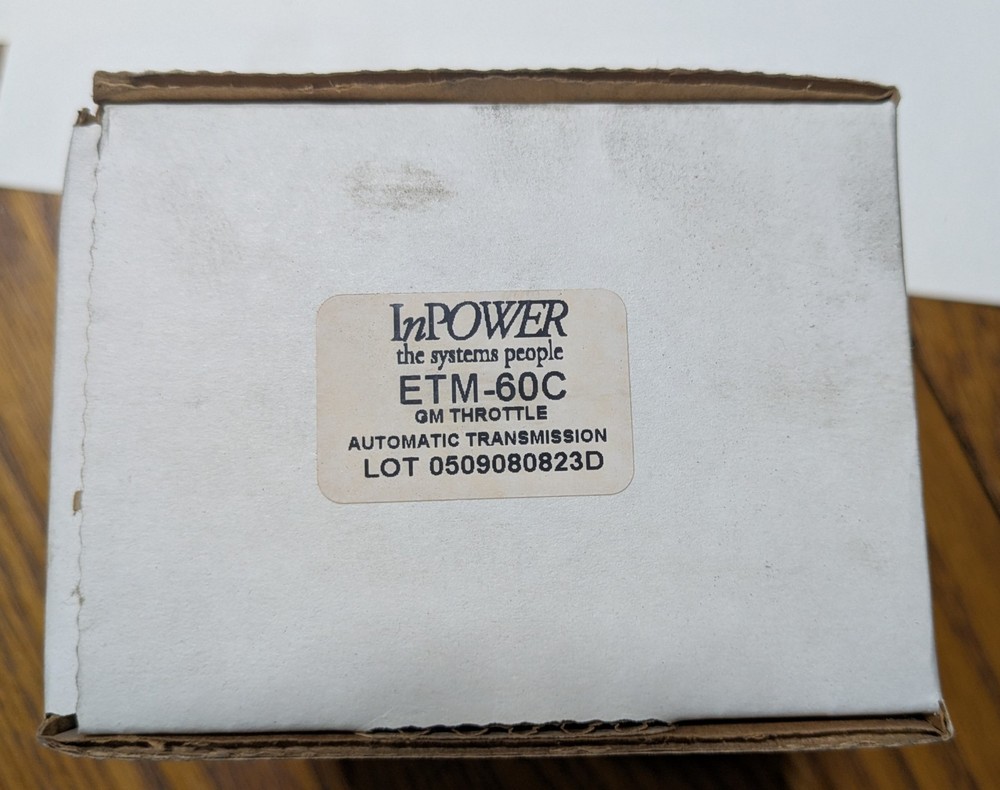 InPOWER
the systems people
ETM-60C
GM THROTTLE
AUTOMATIC TRANSMISSION
LOT 0509080823D